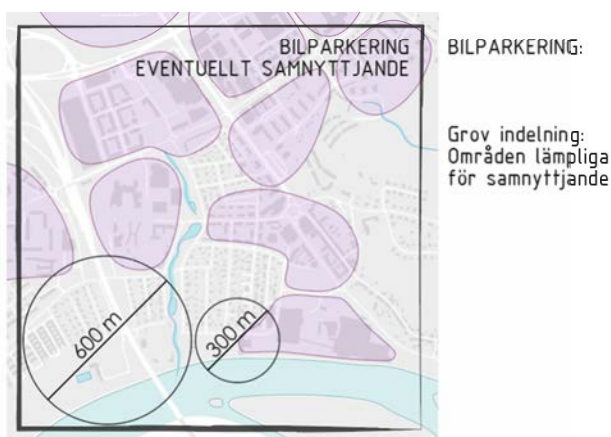 BILPARKERING
EVENTUELLT SAMNYTTJANDE
600 m
300 m
BILPARKERING:
Grov indelning:
Områden lämpliga
för samnyttjande